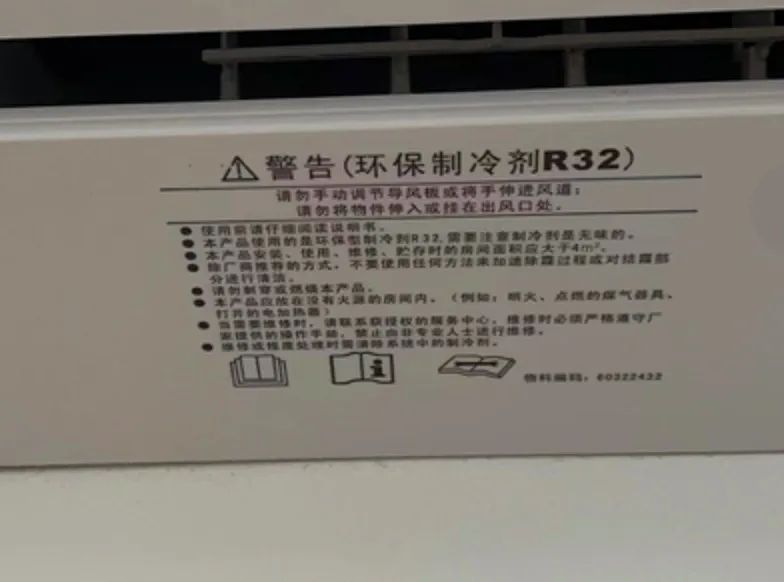 警告(环保制冷剂R32)
请勿手动调节导风板或将手伸进风道;
请勿将物件伸入或挂在出风口处。
● 使用前请仔细阅读说明书。
● 本产品使用的是环保型制冷剂R32,需要注意制冷剂是无味的。
● 本产品安装、使用、维修、贮存时的房间面积应大于4m²。
● 除厂商推荐的方式,不要使用任何方法来加速除霜过程或对结霜部
分进行清洁。
● 请勿刺穿或燃烧本产品。
● 本产品应放在没有火源的房间内。(例如:明火、点燃的煤气器具、
打开的电加热器)
● 当需要维修时,请联系获授权的服务中心,维修时必须严格遵守厂
家提供的操作手册,禁止由非专业人士进行维修。
● 维修或报废处理时需清除系统中的制冷剂。
物料编码:60322432